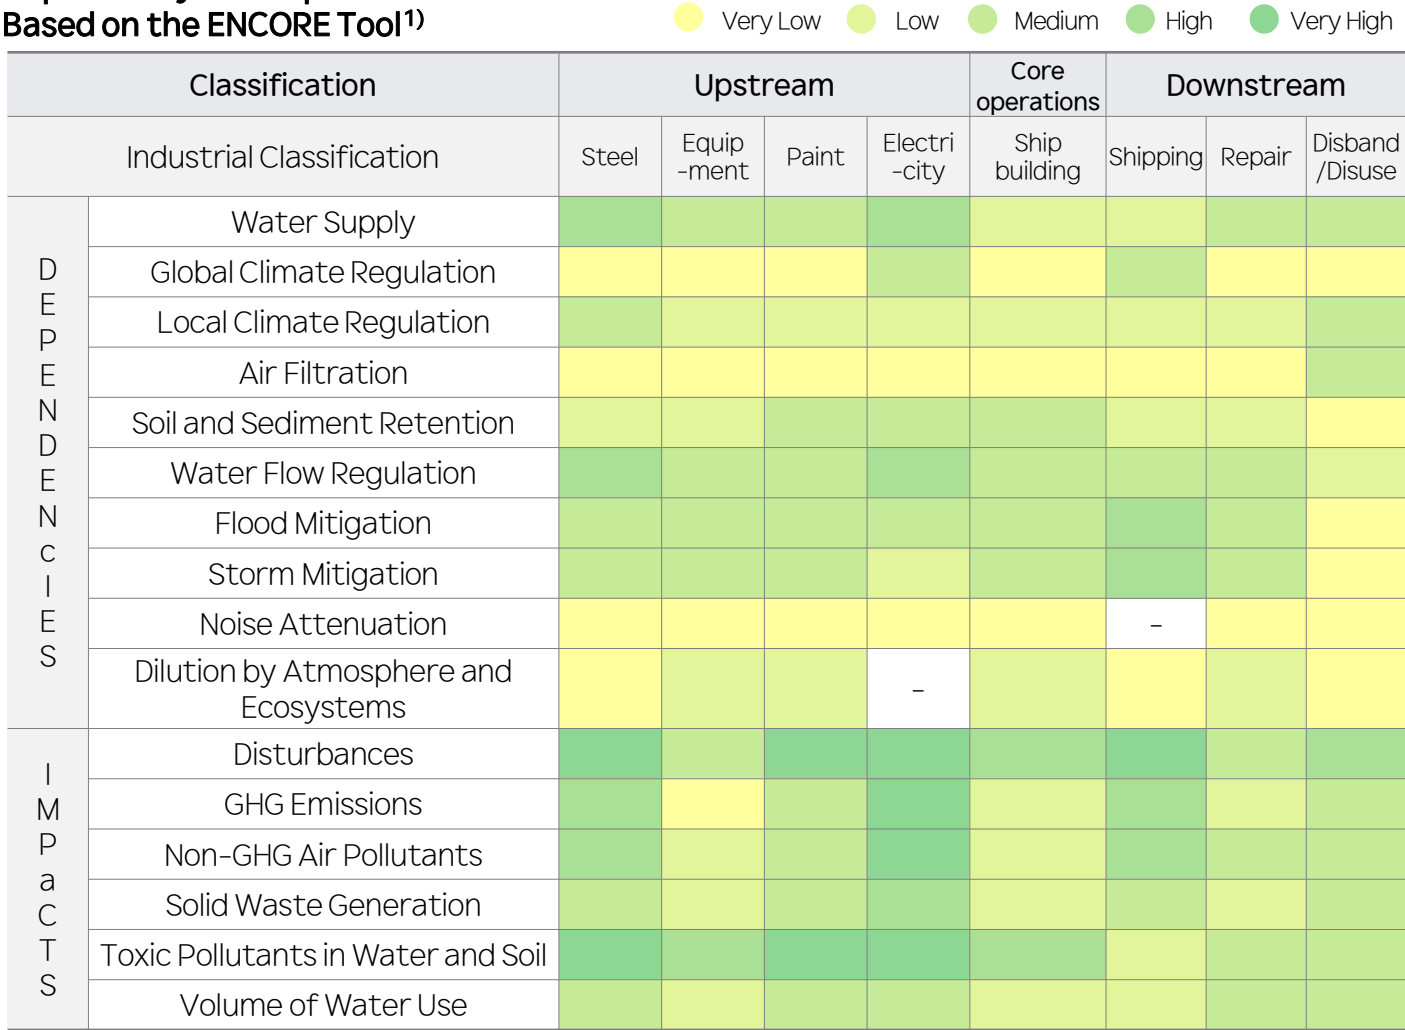 Based on the ENCORE Tool¹⁾
Very Low Low Medium High Very High
Classification Upstream Core operations Downstream
Industrial Classification Steel Equip-ment Paint Electri-city Ship building Shipping Repair Disband/Disuse
DEPENDENcIES
Water Supply
Global Climate Regulation
Local Climate Regulation
Air Filtration
Soil and Sediment Retention
Water Flow Regulation
Flood Mitigation
Storm Mitigation
Noise Attenuation –
Dilution by Atmosphere and
Ecosystems –
IMPaCTS
Disturbances
GHG Emissions
Non-GHG Air Pollutants
Solid Waste Generation
Toxic Pollutants in Water and Soil
Volume of Water Use